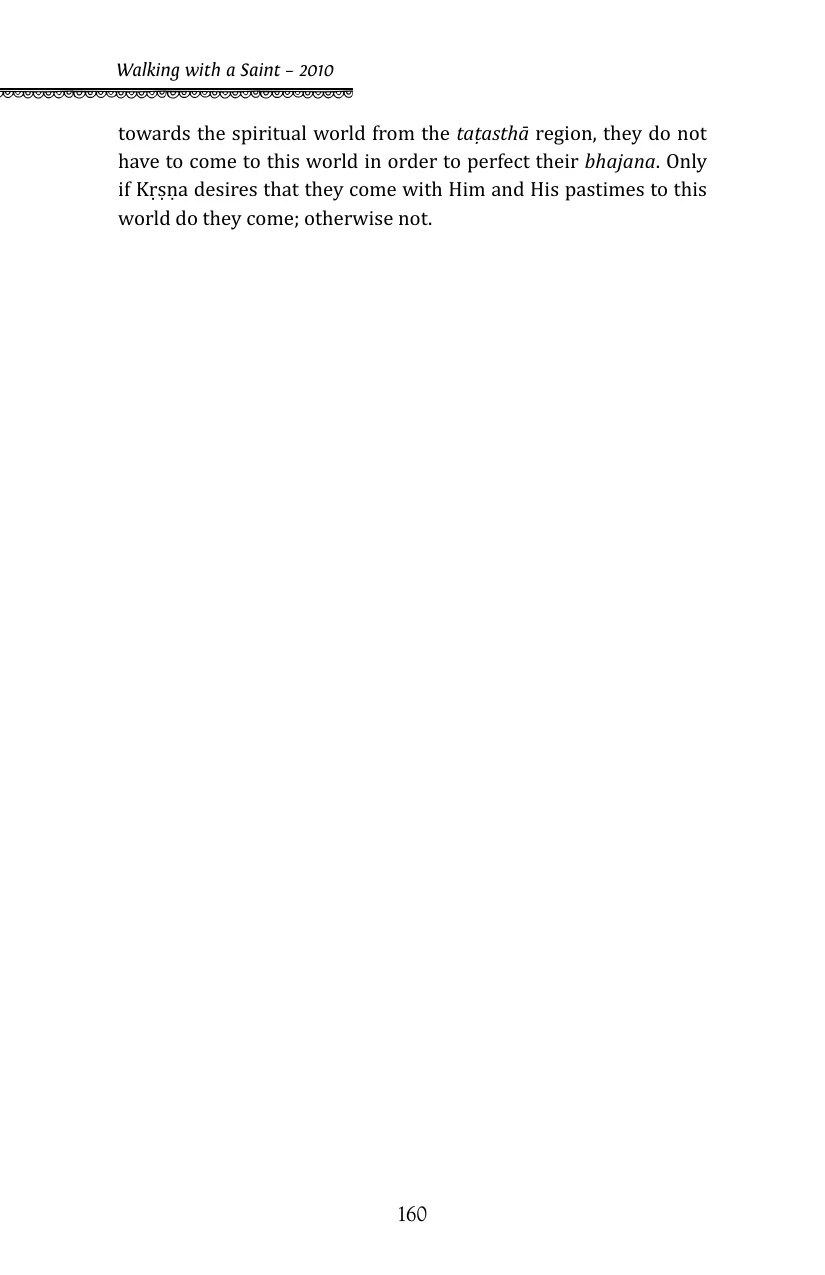 Walking with a Saint – 2010
towards the spiritual world from the taṭasthā region, they do not
have to come to this world in order to perfect their bhajana. Only
if Kṛṣṇa desires that they come with Him and His pastimes to this
world do they come; otherwise not.
160